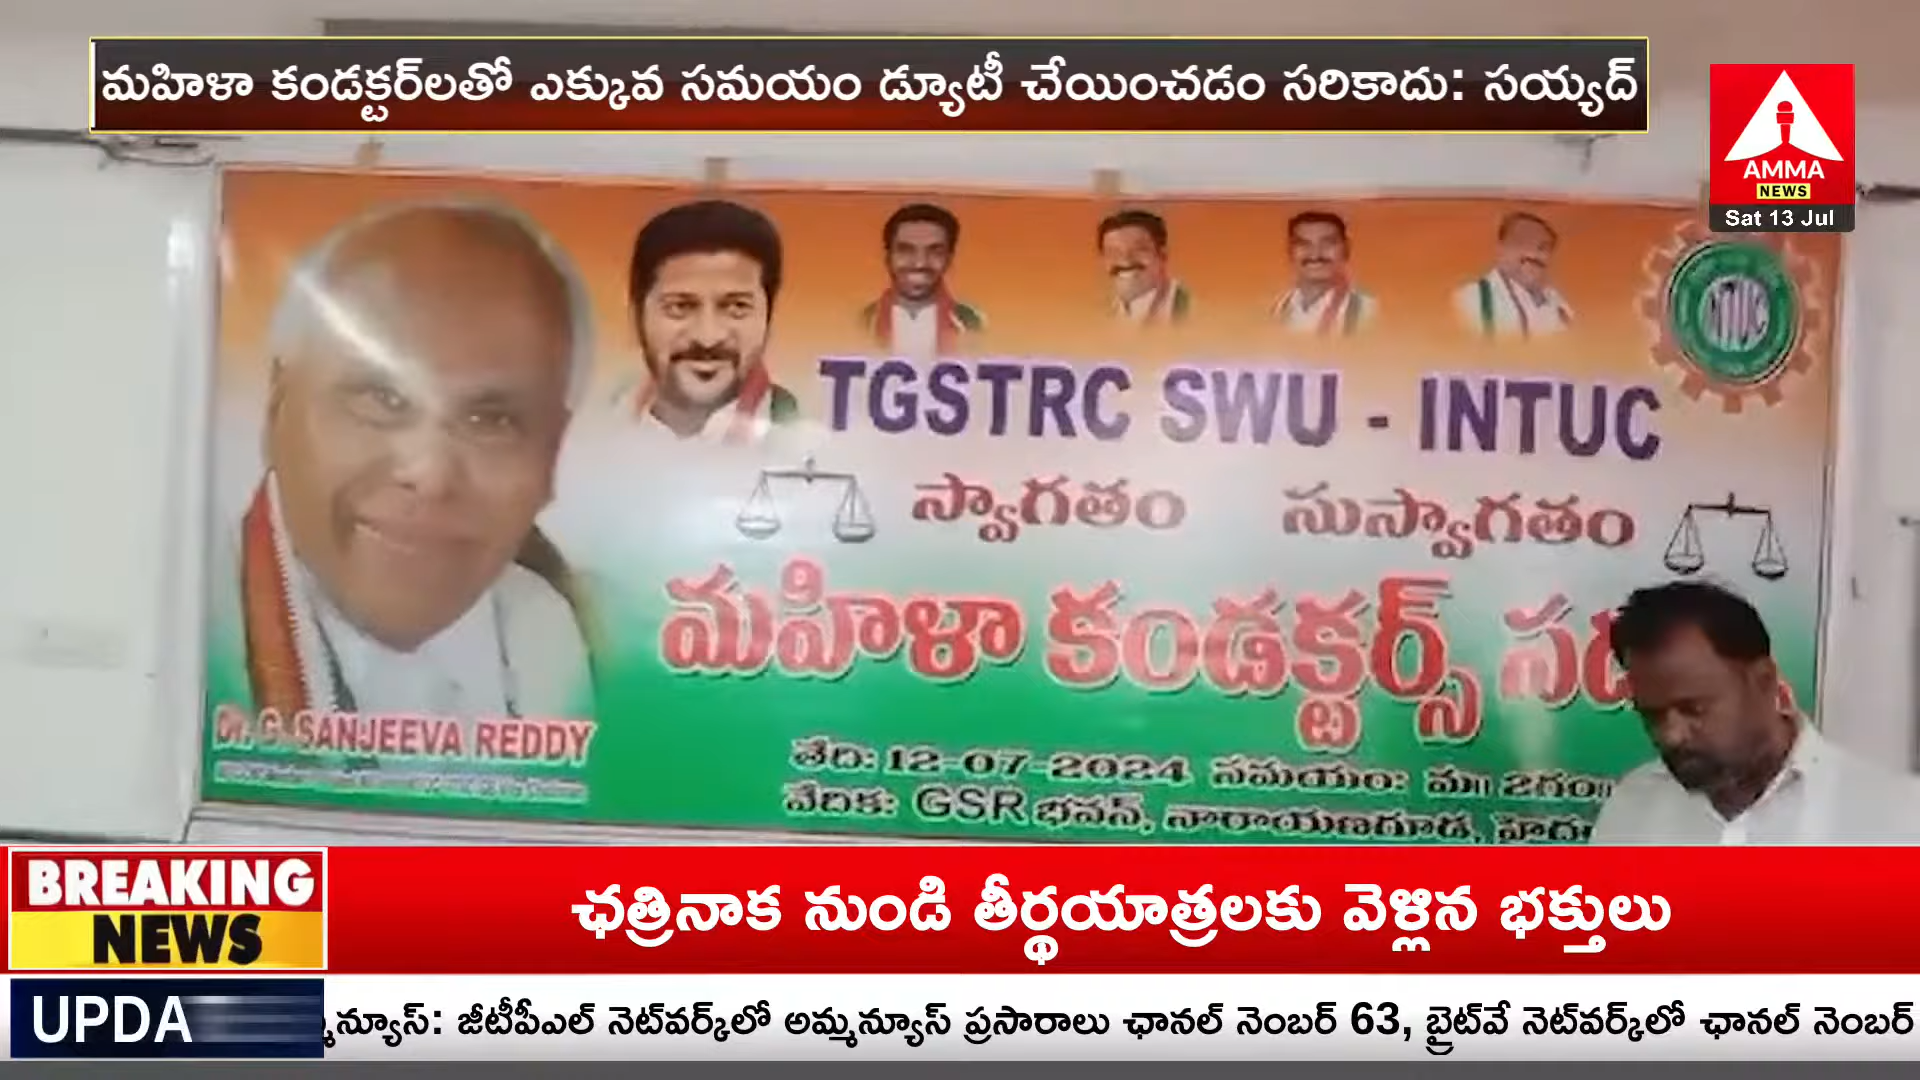 మహిళా కండక్టర్‌లతో ఎక్కువ సమయం డ్యూటీ చేయించడం సరికాదు: సయ్యద్
AMMA
NEWS
Sat 13 Jul
INTUC
TGSTRC SWU - INTUC
స్వాగతం సుస్వాగతం
మహిళా కండక్టర్స్
Dr. G. SANJEEVA REDDY
తేది: 12-07-2024 సమయం: మ॥ 2గం॥
వేదిక: GSR భవన్, నారాయణగూడ,
BREAKING
NEWS
ఛత్రినాక నుండి తీర్థయాత్రలకు వెళ్లిన భక్తులు
UPDA
న్యూస్: జీటీపీఎల్ నెట్‌వర్క్‌లో అమ్మన్యూస్ ప్రసారాలు ఛానల్ నెంబర్ 63, బ్రైట్‌వే నెట్‌వర్క్‌లో ఛానల్ నెంబర్